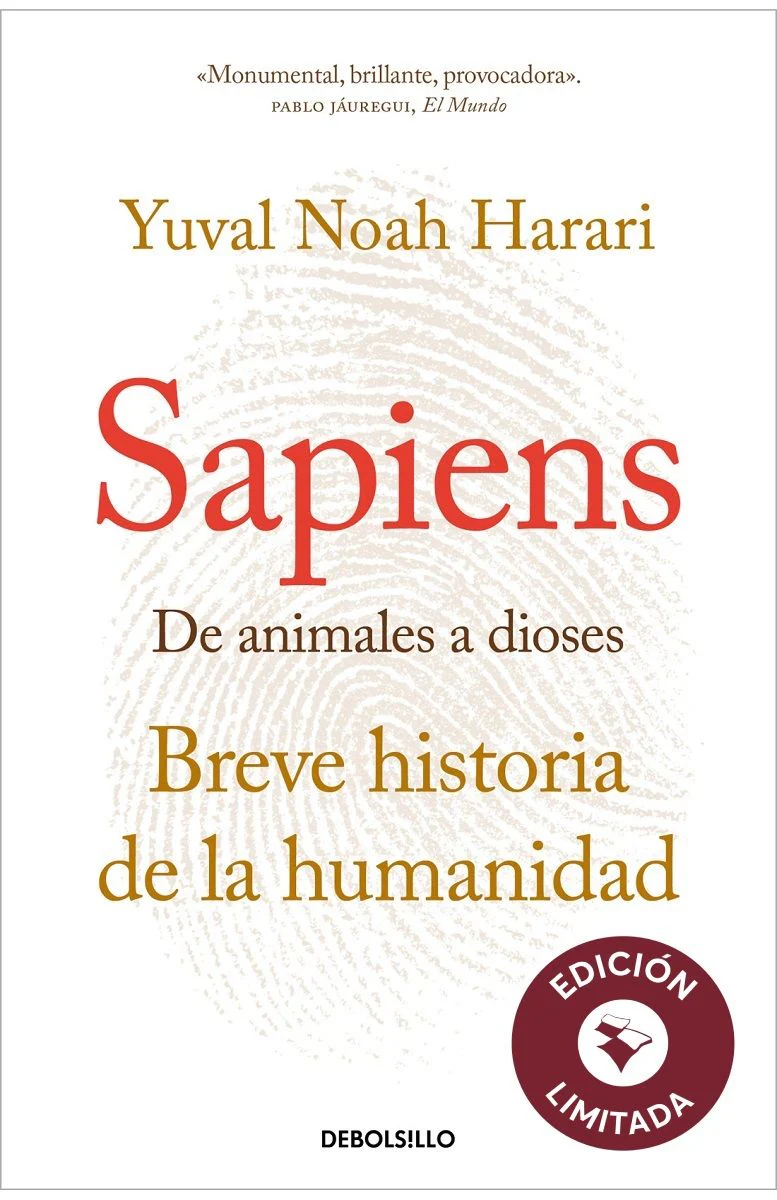 «Monumental, brillante, provocadora».
PABLO JÁUREGUI, El Mundo
Yuval Noah Harari
Sapiens
De animales a dioses
Breve historia
de la humanidad
EDICIÓN
LIMITADA
DEBOLS!LLO